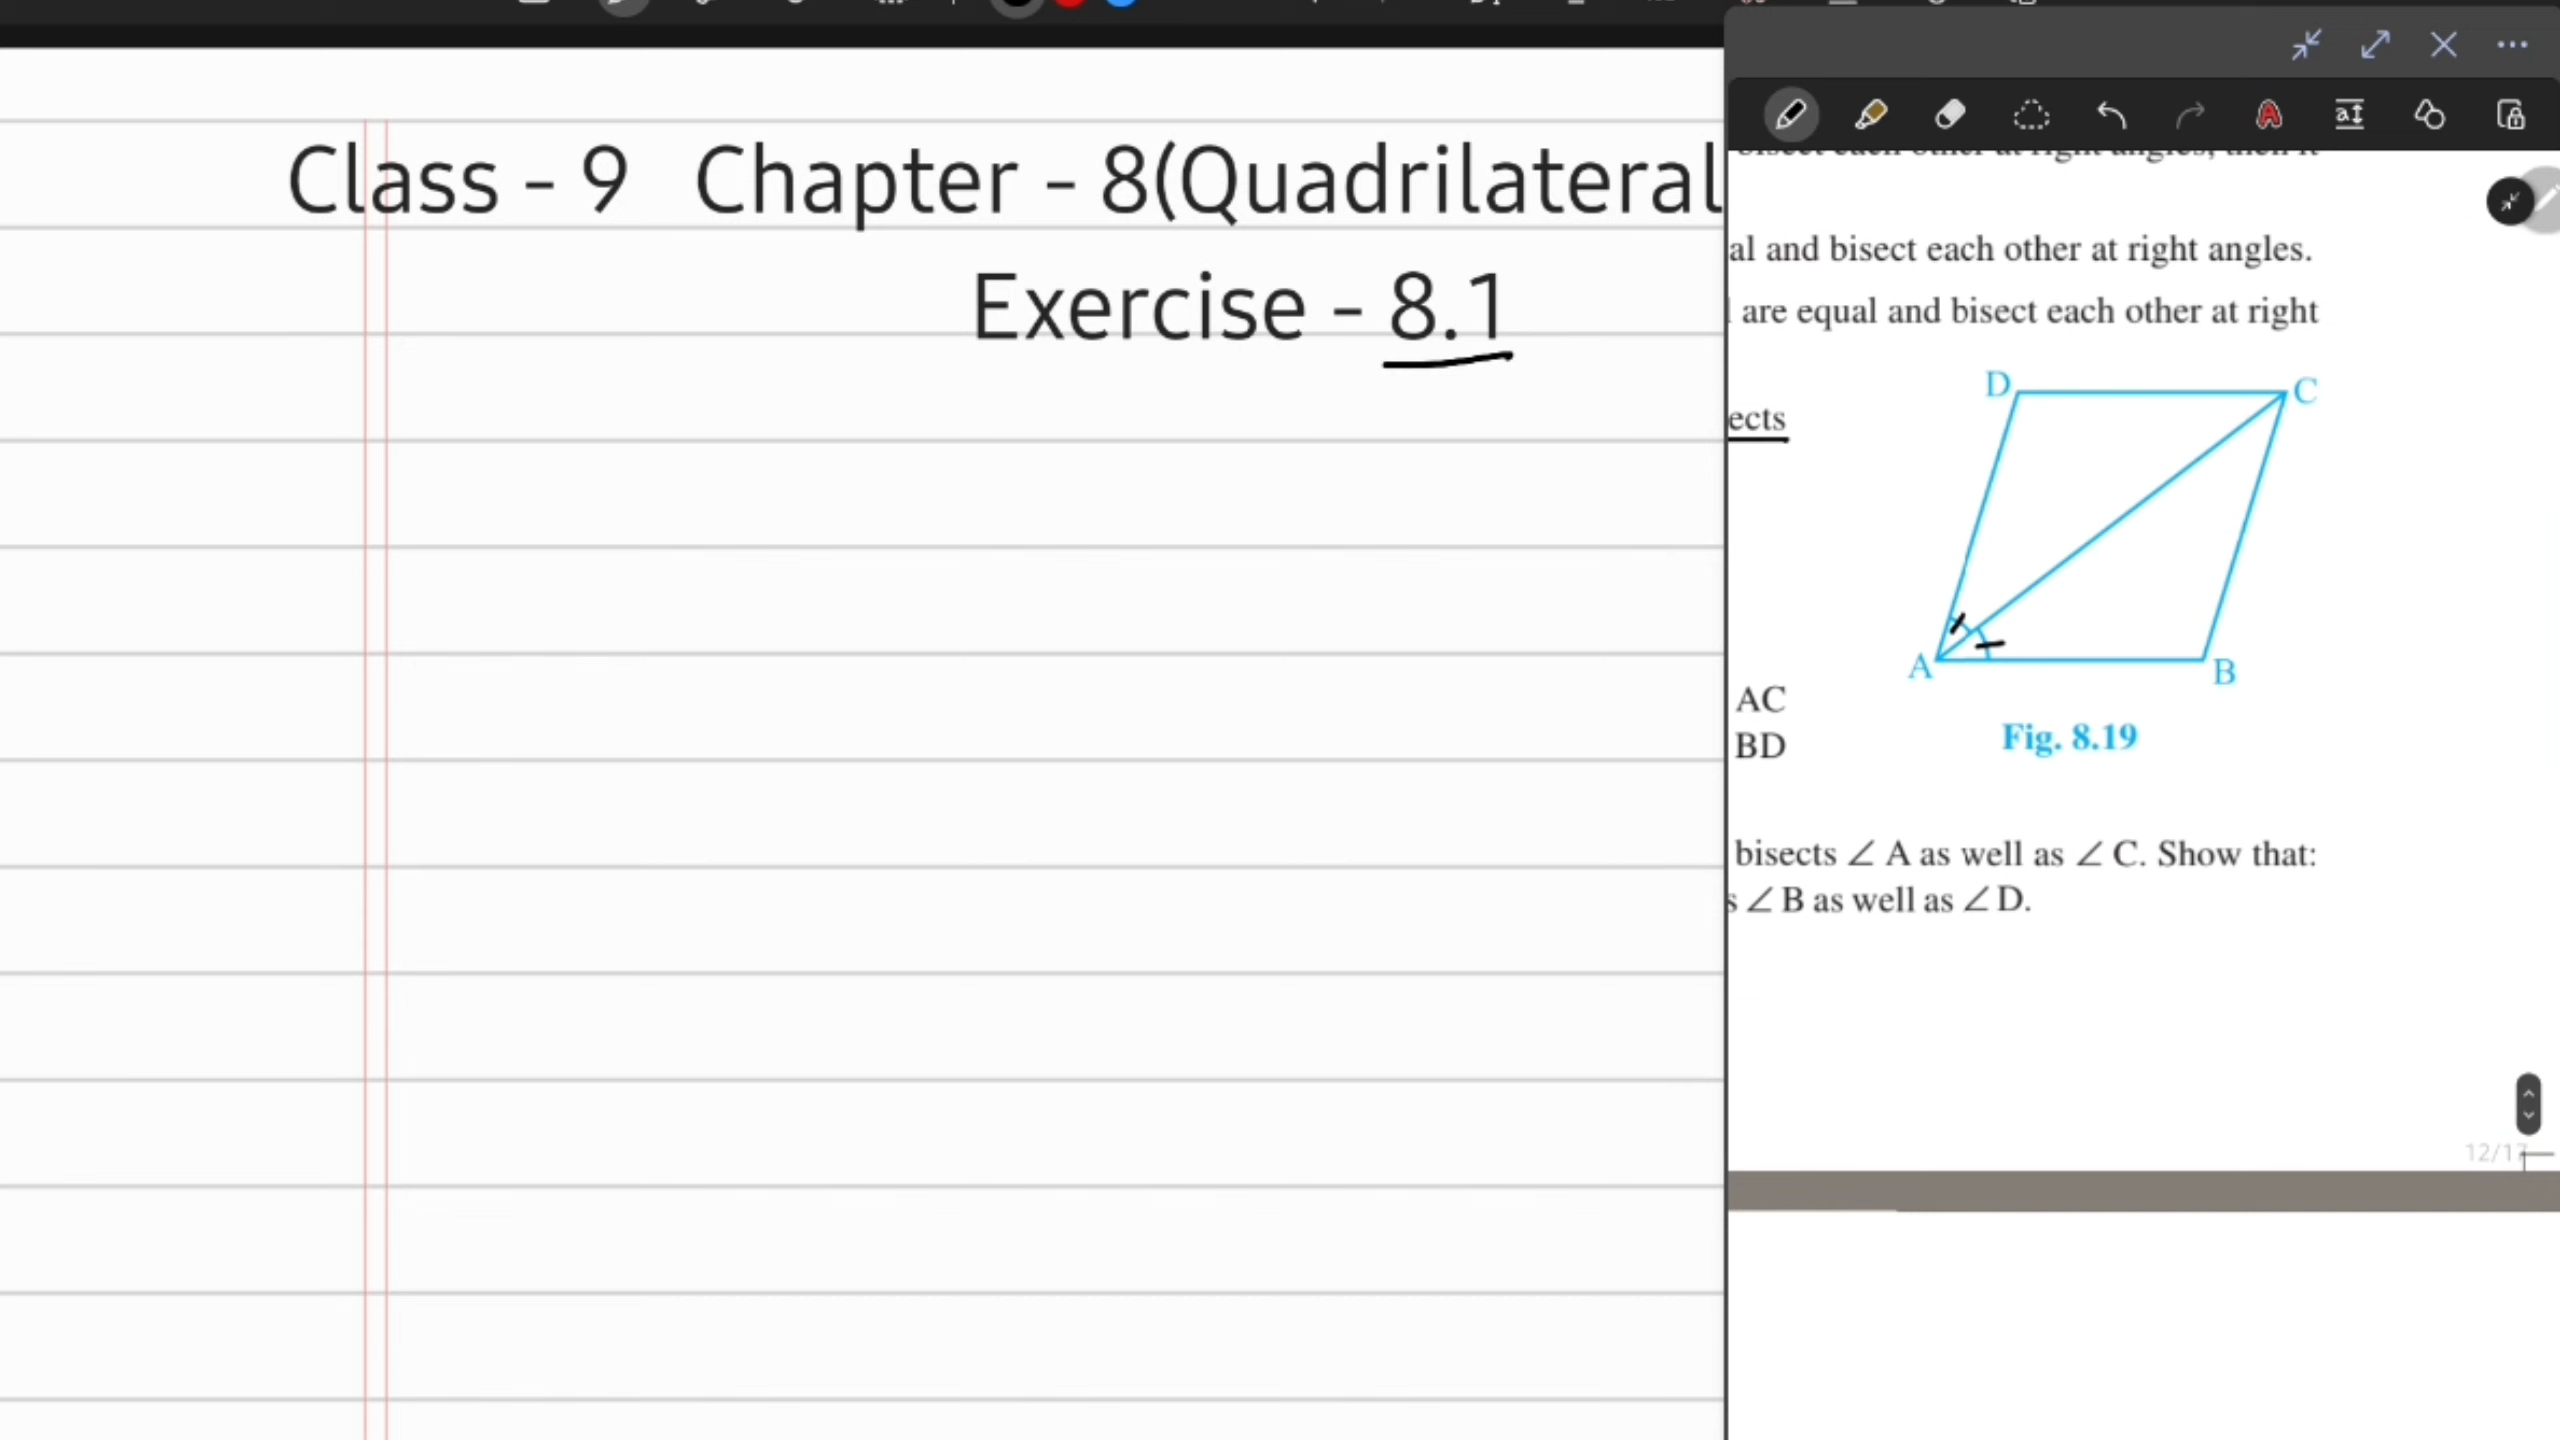 Class - 9 Chapter - 8(Quadrilateral
Exercise - 8.1
al and bisect each other at right angles.
are equal and bisect each other at right
ects
D
C
A
B
AC
BD
Fig. 8.19
bisects ∠ A as well as ∠ C. Show that:
s ∠ B as well as ∠ D.